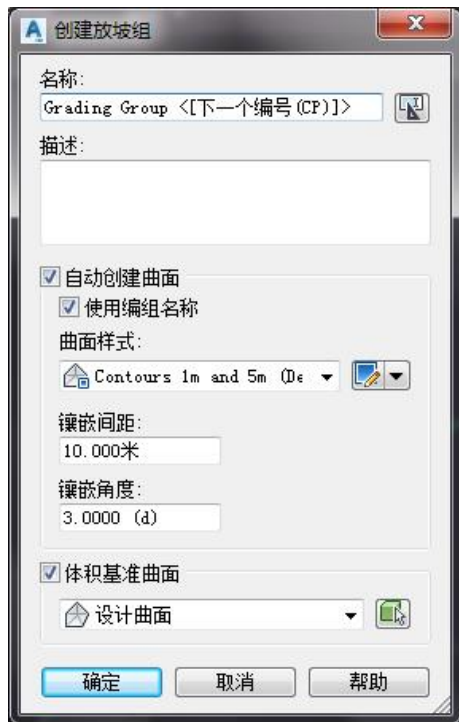 创建放坡组
名称:
Grading Group <[下一个编号(CP)]>
描述:
自动创建曲面
使用编组名称
曲面样式:
Contours 1m and 5m (De
镶嵌间距:
10.000米
镶嵌角度:
3.0000 (d)
体积基准曲面
设计曲面
确定 取消 帮助